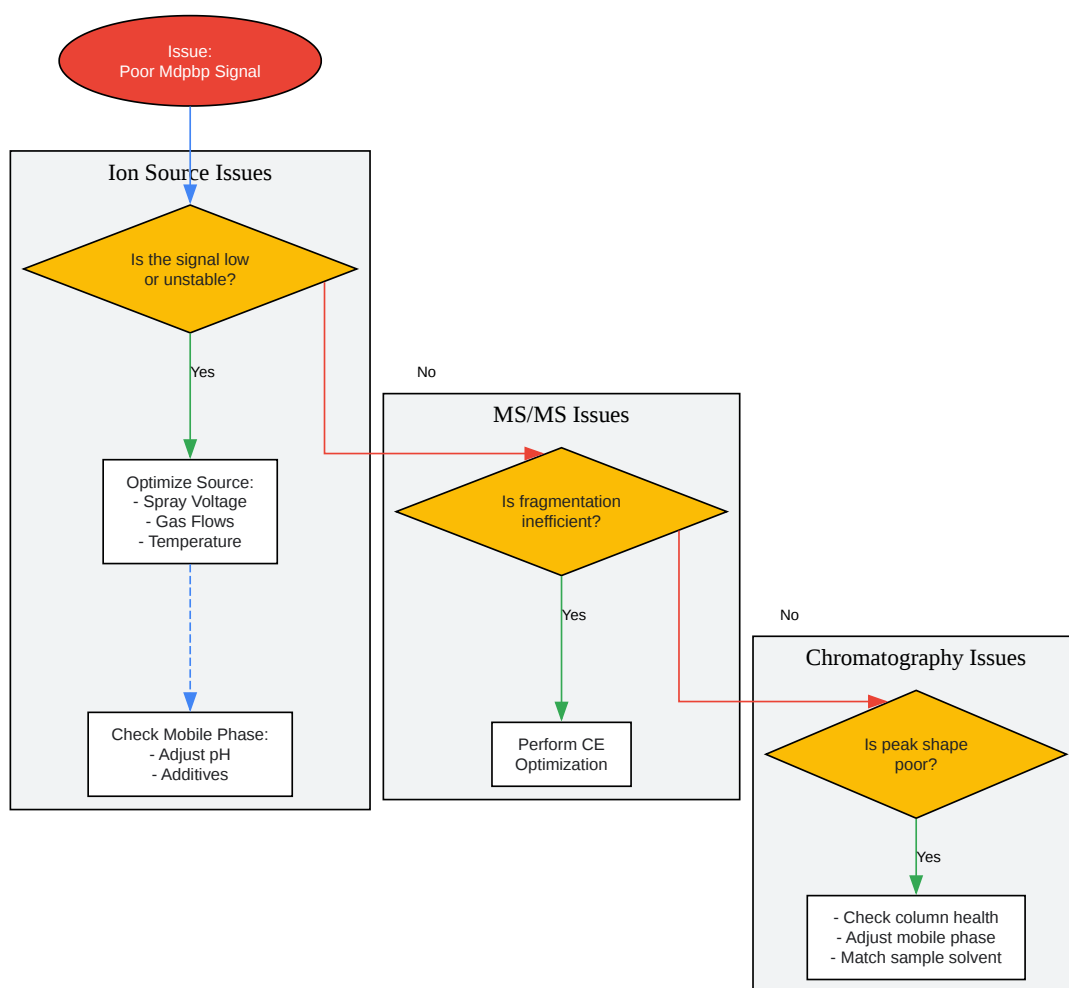 Issue:
Poor Mdpbp Signal
Ion Source Issues
Is the signal low
or unstable?
Yes
No
Optimize Source:
- Spray Voltage
- Gas Flows
- Temperature
Check Mobile Phase:
- Adjust pH
- Additives
MS/MS Issues
Is fragmentation
inefficient?
Yes
No
Perform CE
Optimization
Chromatography Issues
Is peak shape
poor?
Yes
- Check column health
- Adjust mobile phase
- Match sample solvent